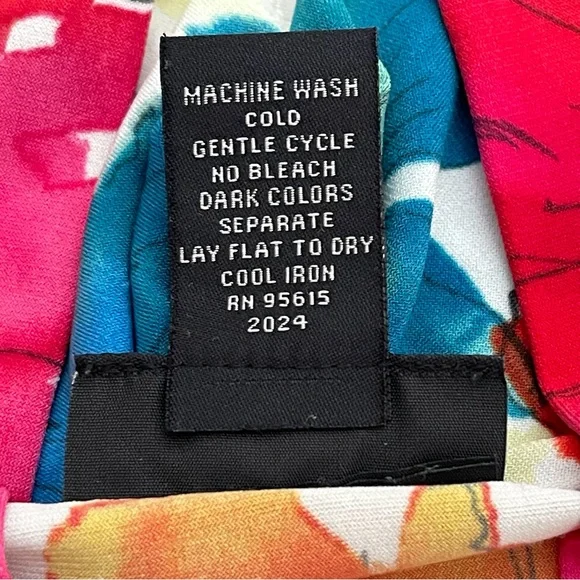 MACHINE WASH
COLD
GENTLE CYCLE
NO BLEACH
DARK COLORS
SEPARATE
LAY FLAT TO DRY
COOL IRON
RN 95615
2024